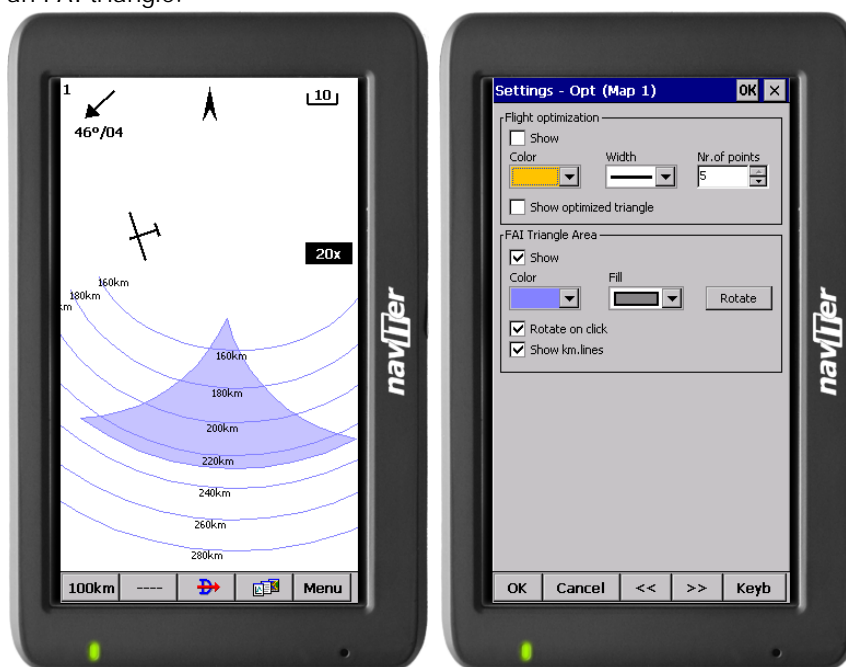 an FAI triangle.
1
10
46º/04
20x
160km
180km
km
160km
180km
200km
220km
240km
260km
280km
100km
----
Menu
naviter
Settings - Opt (Map 1)
OK
Flight optimization
Show
Color
Width
Nr.of points
5
Show optimized triangle
FAI Triangle Area
Show
Color
Fill
Rotate
Rotate on click
Show km.lines
OK
Cancel
<<
>>
Keyb
naviter